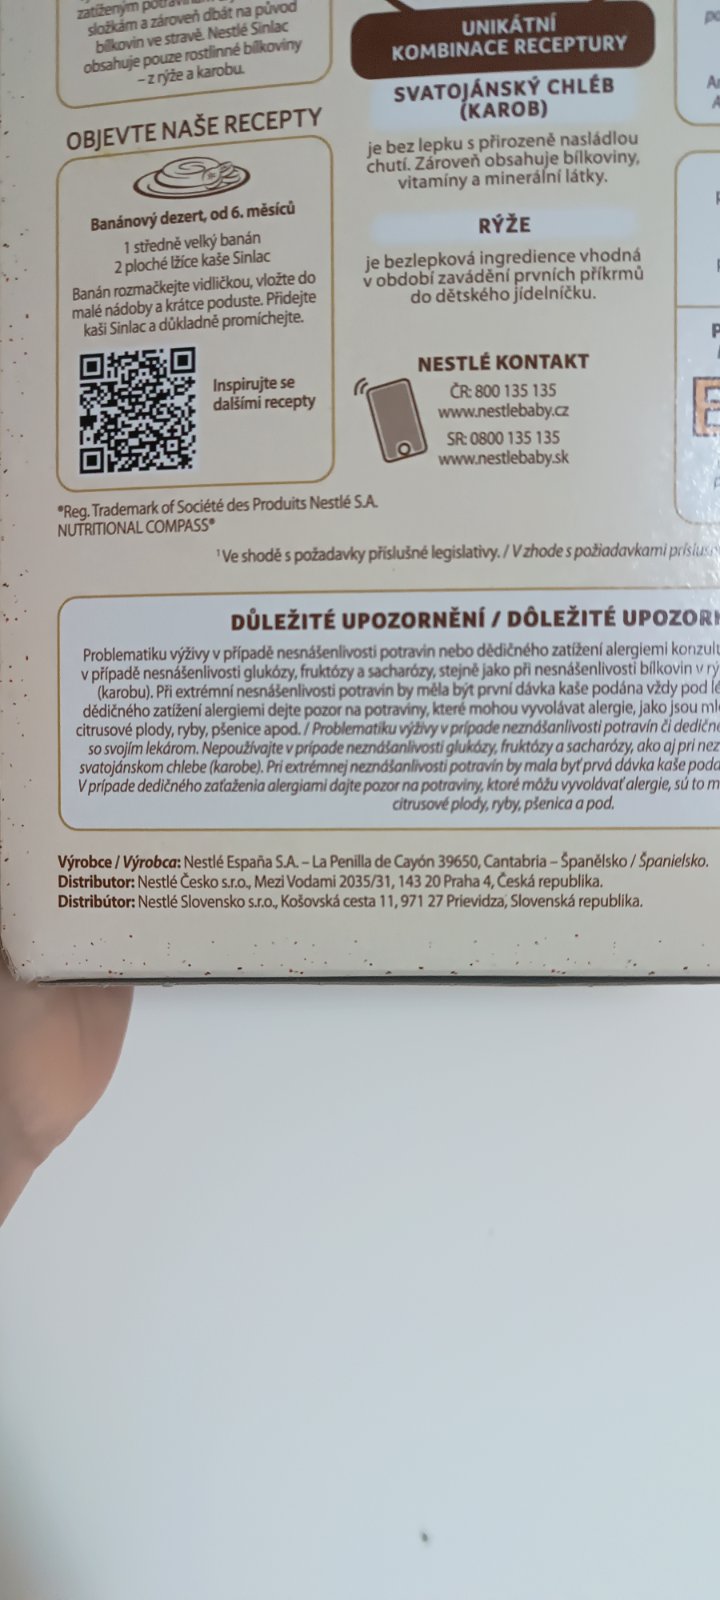 zatíženým
složkám a zároveň dbát na původ
bílkovin ve stravě. Nestlé Sinlac
obsahuje pouze rostlinné bílkoviny
– z rýže a karobu.
OBJEVTE NAŠE RECEPTY
Banánový dezert, od 6. měsíců
1 středně velký banán
2 ploché lžíce kaše Sinlac
Banán rozmačkejte vidličkou, vložte do
malé nádoby a krátce poduste. Přidejte
kaši Sinlac a důkladně promíchejte.
Inspirujte se
dalšími recepty
UNIKÁTNÍ
KOMBINACE RECEPTURY
SVATOJÁNSKÝ CHLÉB
(KAROB)
je bez lepku s přirozeně nasládlou
chutí. Zároveň obsahuje bílkoviny,
vitamíny a minerální látky.
RÝŽE
je bezlepková ingredience vhodná
v období zavádění prvních příkrmů
do dětského jídelníčku.
NESTLÉ KONTAKT
ČR: 800 135 135
www.nestlebaby.cz
SR: 0800 135 135
www.nestlebaby.sk
®Reg. Trademark of Société des Produits Nestlé S.A.
NUTRITIONAL COMPASS®
¹ Ve shodě s požadavky příslušné legislativy. / V zhode s požiadavkami
DŮLEŽITÉ UPOZORNĚNÍ / DÔLEŽITÉ
Problematiku výživy v případě nesnášenlivosti potravin nebo dědičného zatížení alergiemi
v případě nesnášenlivosti glukózy, fruktózy a sacharózy, stejně jako při nesnášenlivosti bílkovin v
(karobu). Při extrémní nesnášenlivosti potravin by měla být první dávka kaše podána vždy pod
dědičného zatížení alergiemi dejte pozor na potraviny, které mohou vyvolávat alergie, jako jsou
citrusové plody, ryby, pšenice apod. / Problematiku výživy v prípade neznášanlivosti potravín či
so svojím lekárom. Nepoužívajte v prípade neznášanlivosti glukózy, fruktózy a sacharózy, ako aj pri
svatojánskom chlebe (karobe). Pri extrémnej neznášanlivosti potravín by mala byť prvá dávka kaše
V prípade dedičného zaťaženia alergiami dajte pozor na potraviny, ktoré môžu vyvolávať alergie, sú to
citrusové plody, ryby, pšenica a pod.
Výrobce / Výrobca: Nestlé España S.A. – La Penilla de Cayón 39650, Cantabria – Španělsko / Španielsko.
Distributor: Nestlé Česko s.r.o., Mezi Vodami 2035/31, 143 20 Praha 4, Česká republika.
Distribútor: Nestlé Slovensko s.r.o., Košovská cesta 11, 971 27 Prievidza, Slovenská republika.